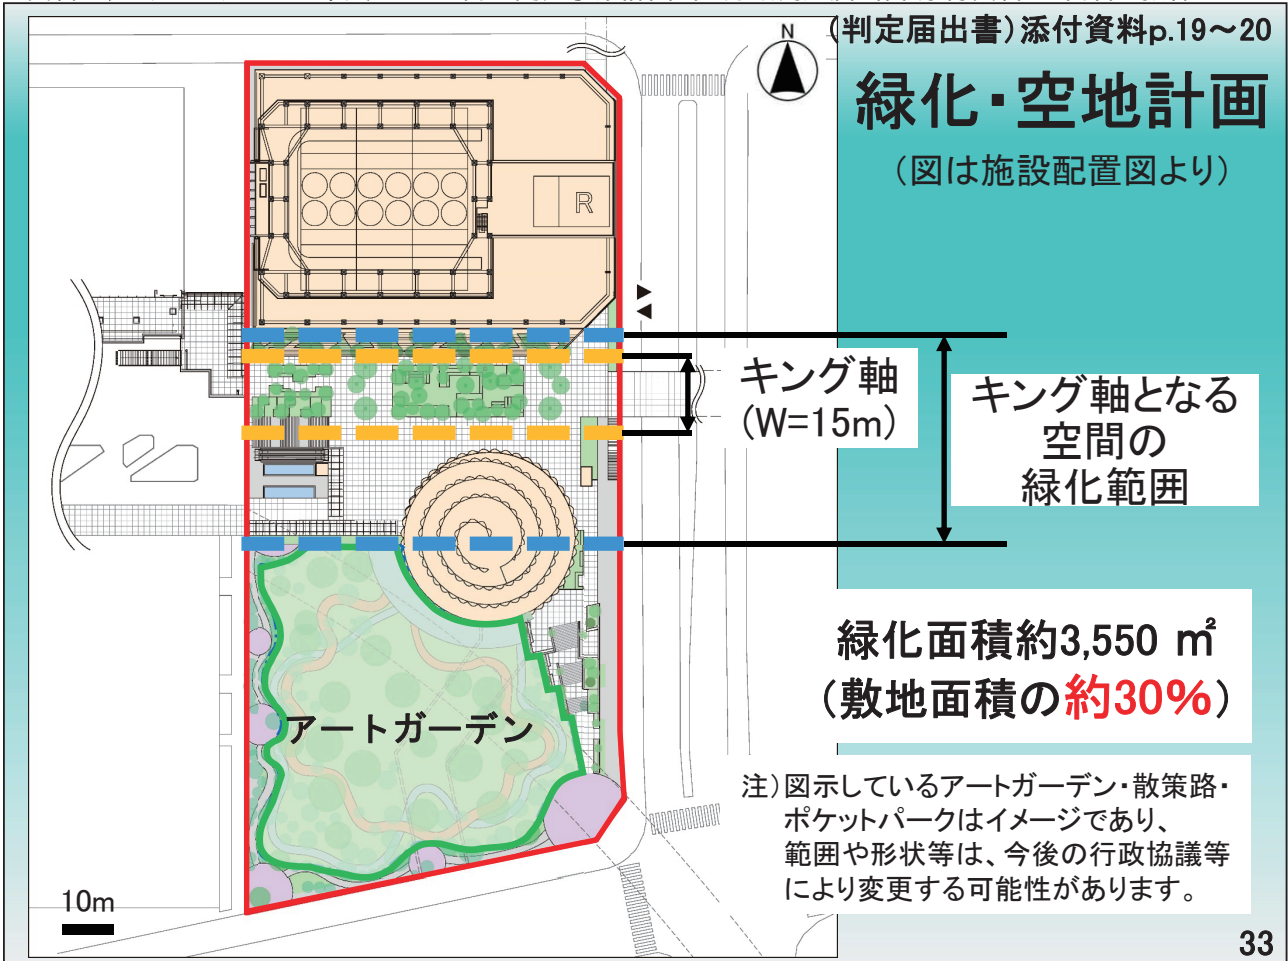 (判定届出書)添付資料p.19～20
緑化・空地計画
(図は施設配置図より)
N
R
キング軸
(W=15m)
キング軸となる
空間の
緑化範囲
アートガーデン
緑化面積約3,550 ㎡
(敷地面積の約30%)
注)図示しているアートガーデン・散策路・
ポケットパークはイメージであり、
範囲や形状等は、今後の行政協議等
により変更する可能性があります。
10m
33